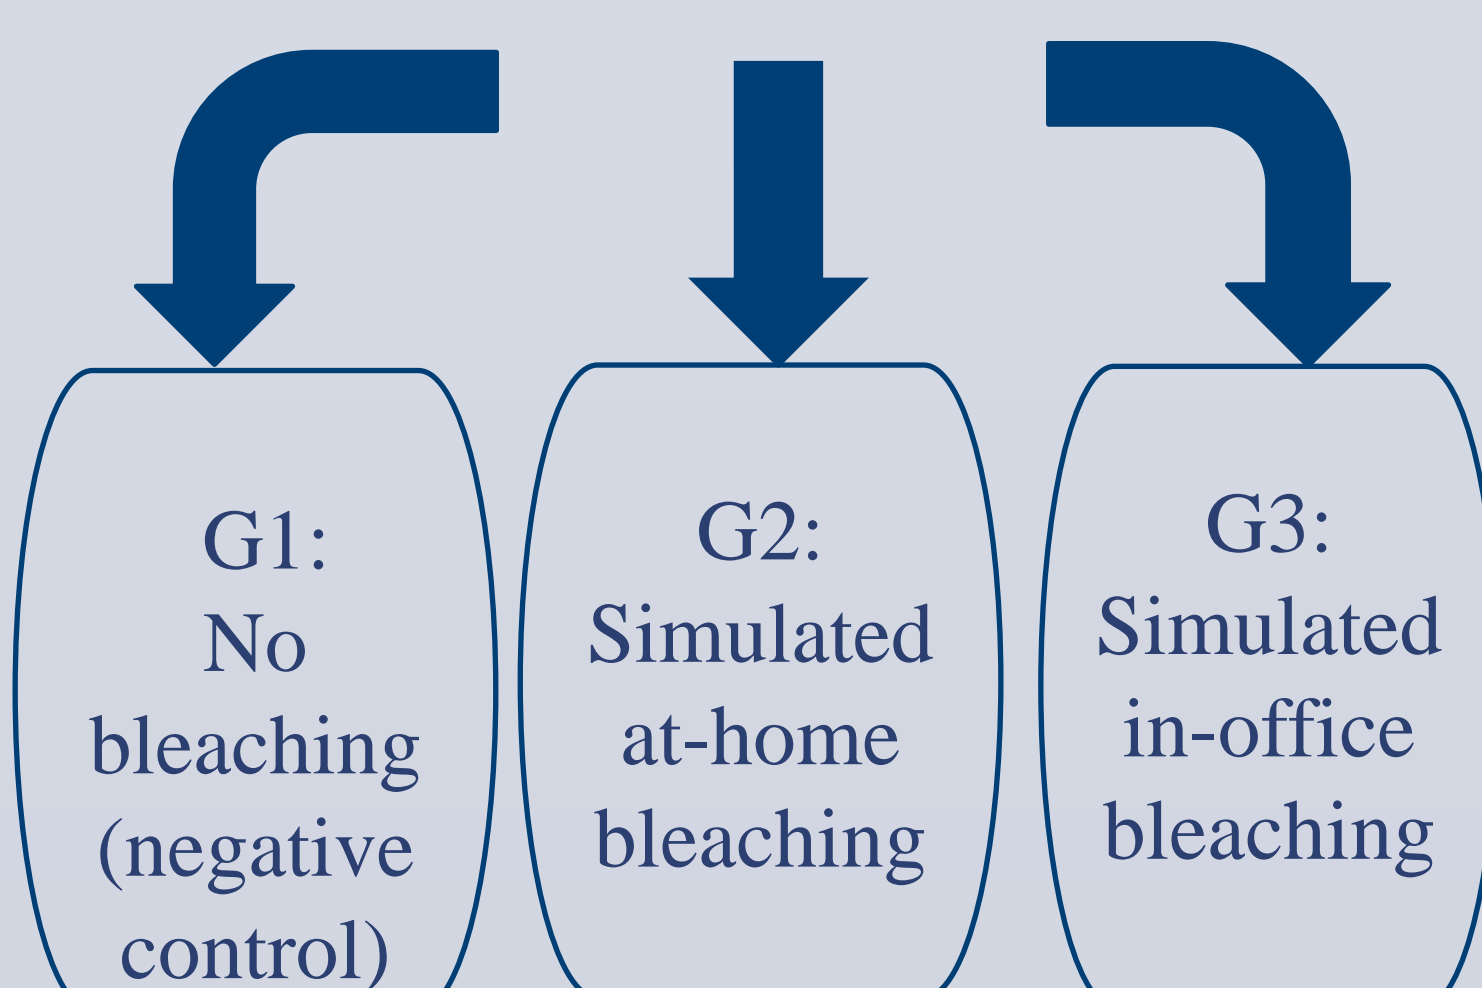 G1:
No
bleaching
(negative
control)
G2:
Simulated
at-home
bleaching
G3:
Simulated
in-office
bleaching